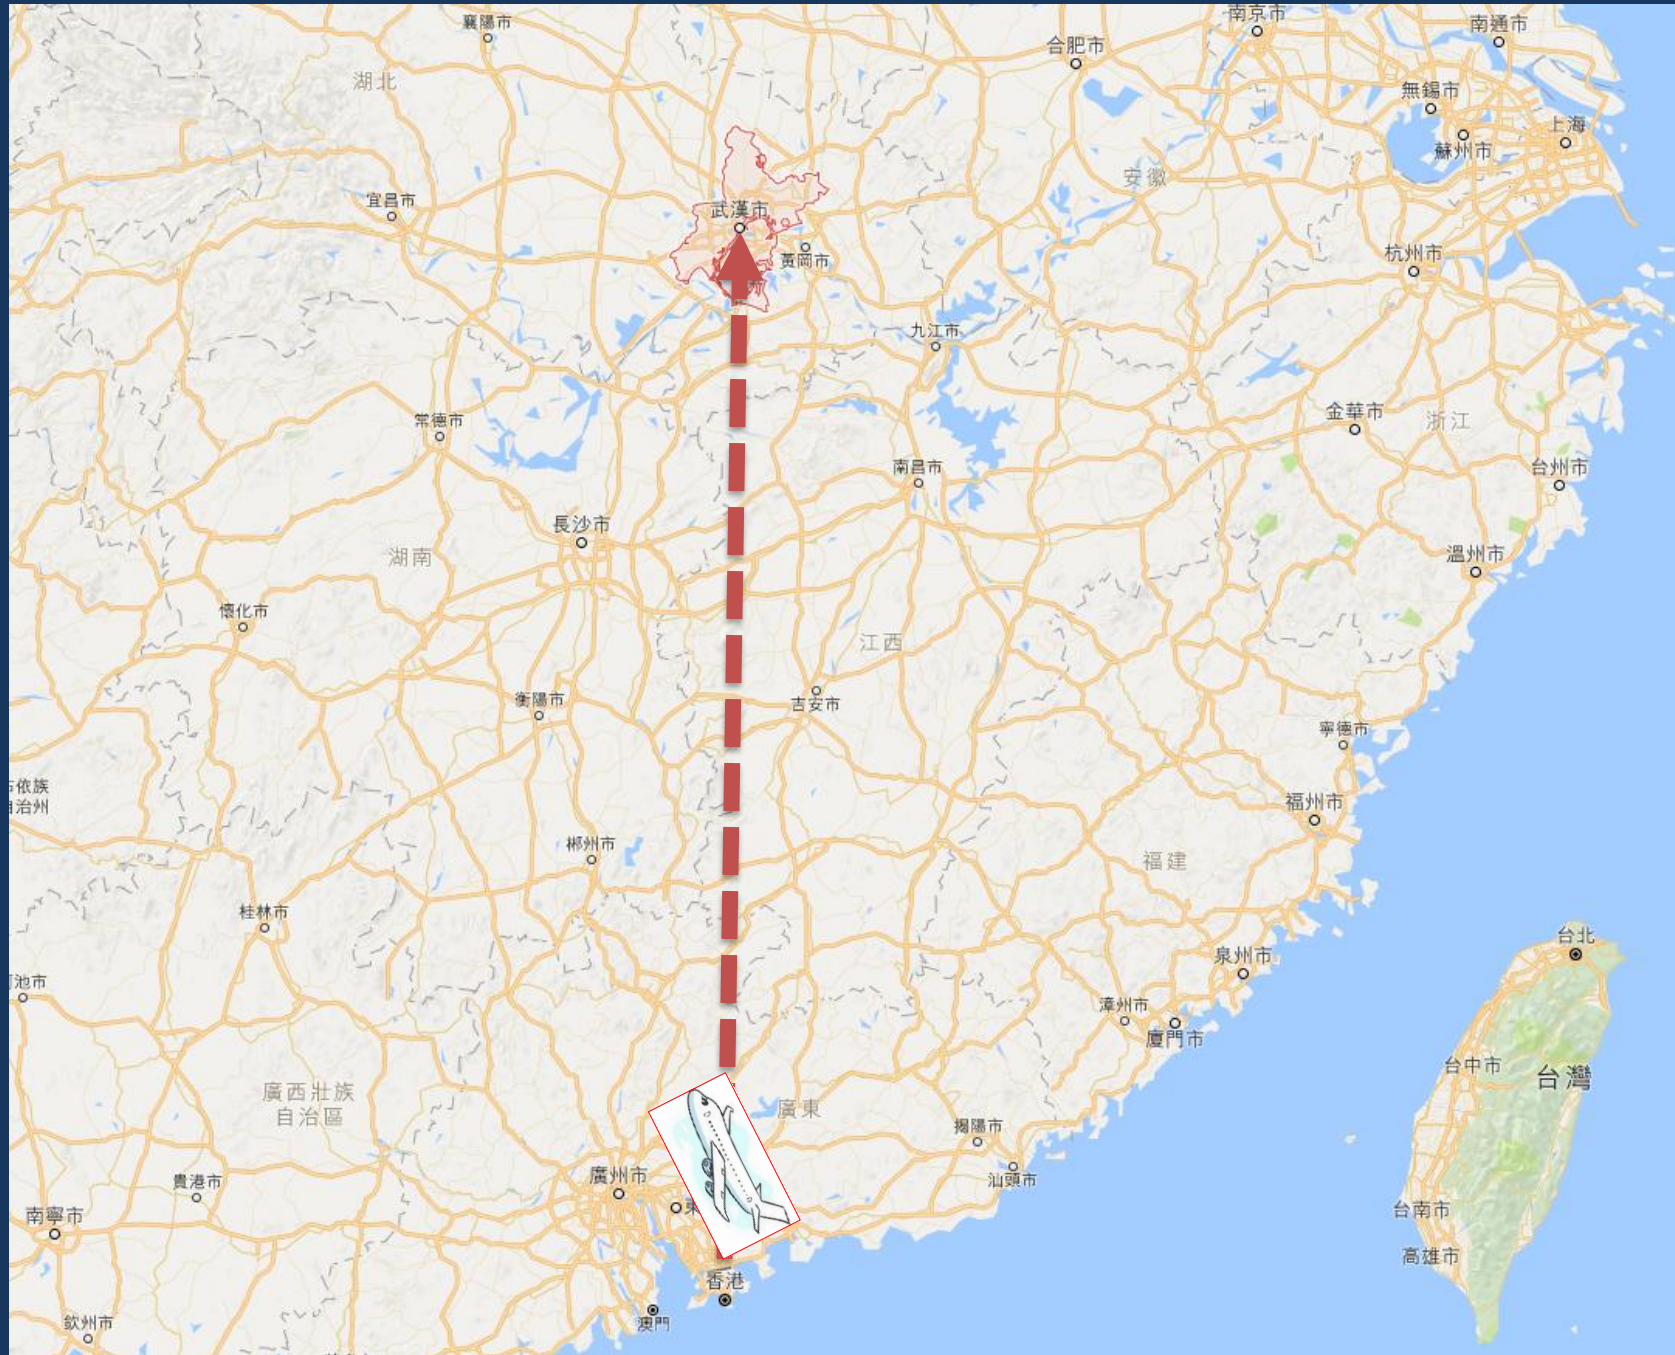 襄陽市
南京市
南通市
合肥市
湖北
無錫市
上海
蘇州市
安徽
宜昌市
武漢市
黃岡市
杭州市
九江市
常德市
金華市
浙江
南昌市
台州市
長沙市
湖南
溫州市
懷化市
江西
衡陽市
吉安市
寧德市
依族
治州
福州市
郴州市
福建
桂林市
台北
泉州市
池市
漳州市
廈門市
台中市
台灣
廣西壯族
自治區
廣東
揭陽市
廣州市
汕頭市
貴港市
南寧市
台南市
高雄市
香港
欽州市
澳門